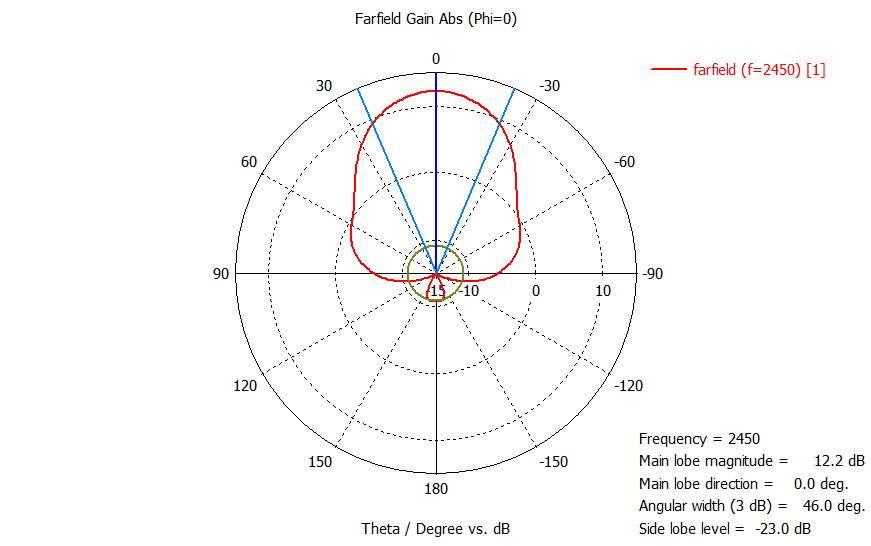 Farfield Gain Abs (Phi=0)
farfield (f=2450) [1]
0
30
-30
60
-60
90
-90
-15
-10
0
10
120
-120
150
-150
180
Frequency = 2450
Main lobe magnitude = 12.2 dB
Main lobe direction = 0.0 deg.
Angular width (3 dB) = 46.0 deg.
Side lobe level = -23.0 dB
Theta / Degree vs. dB